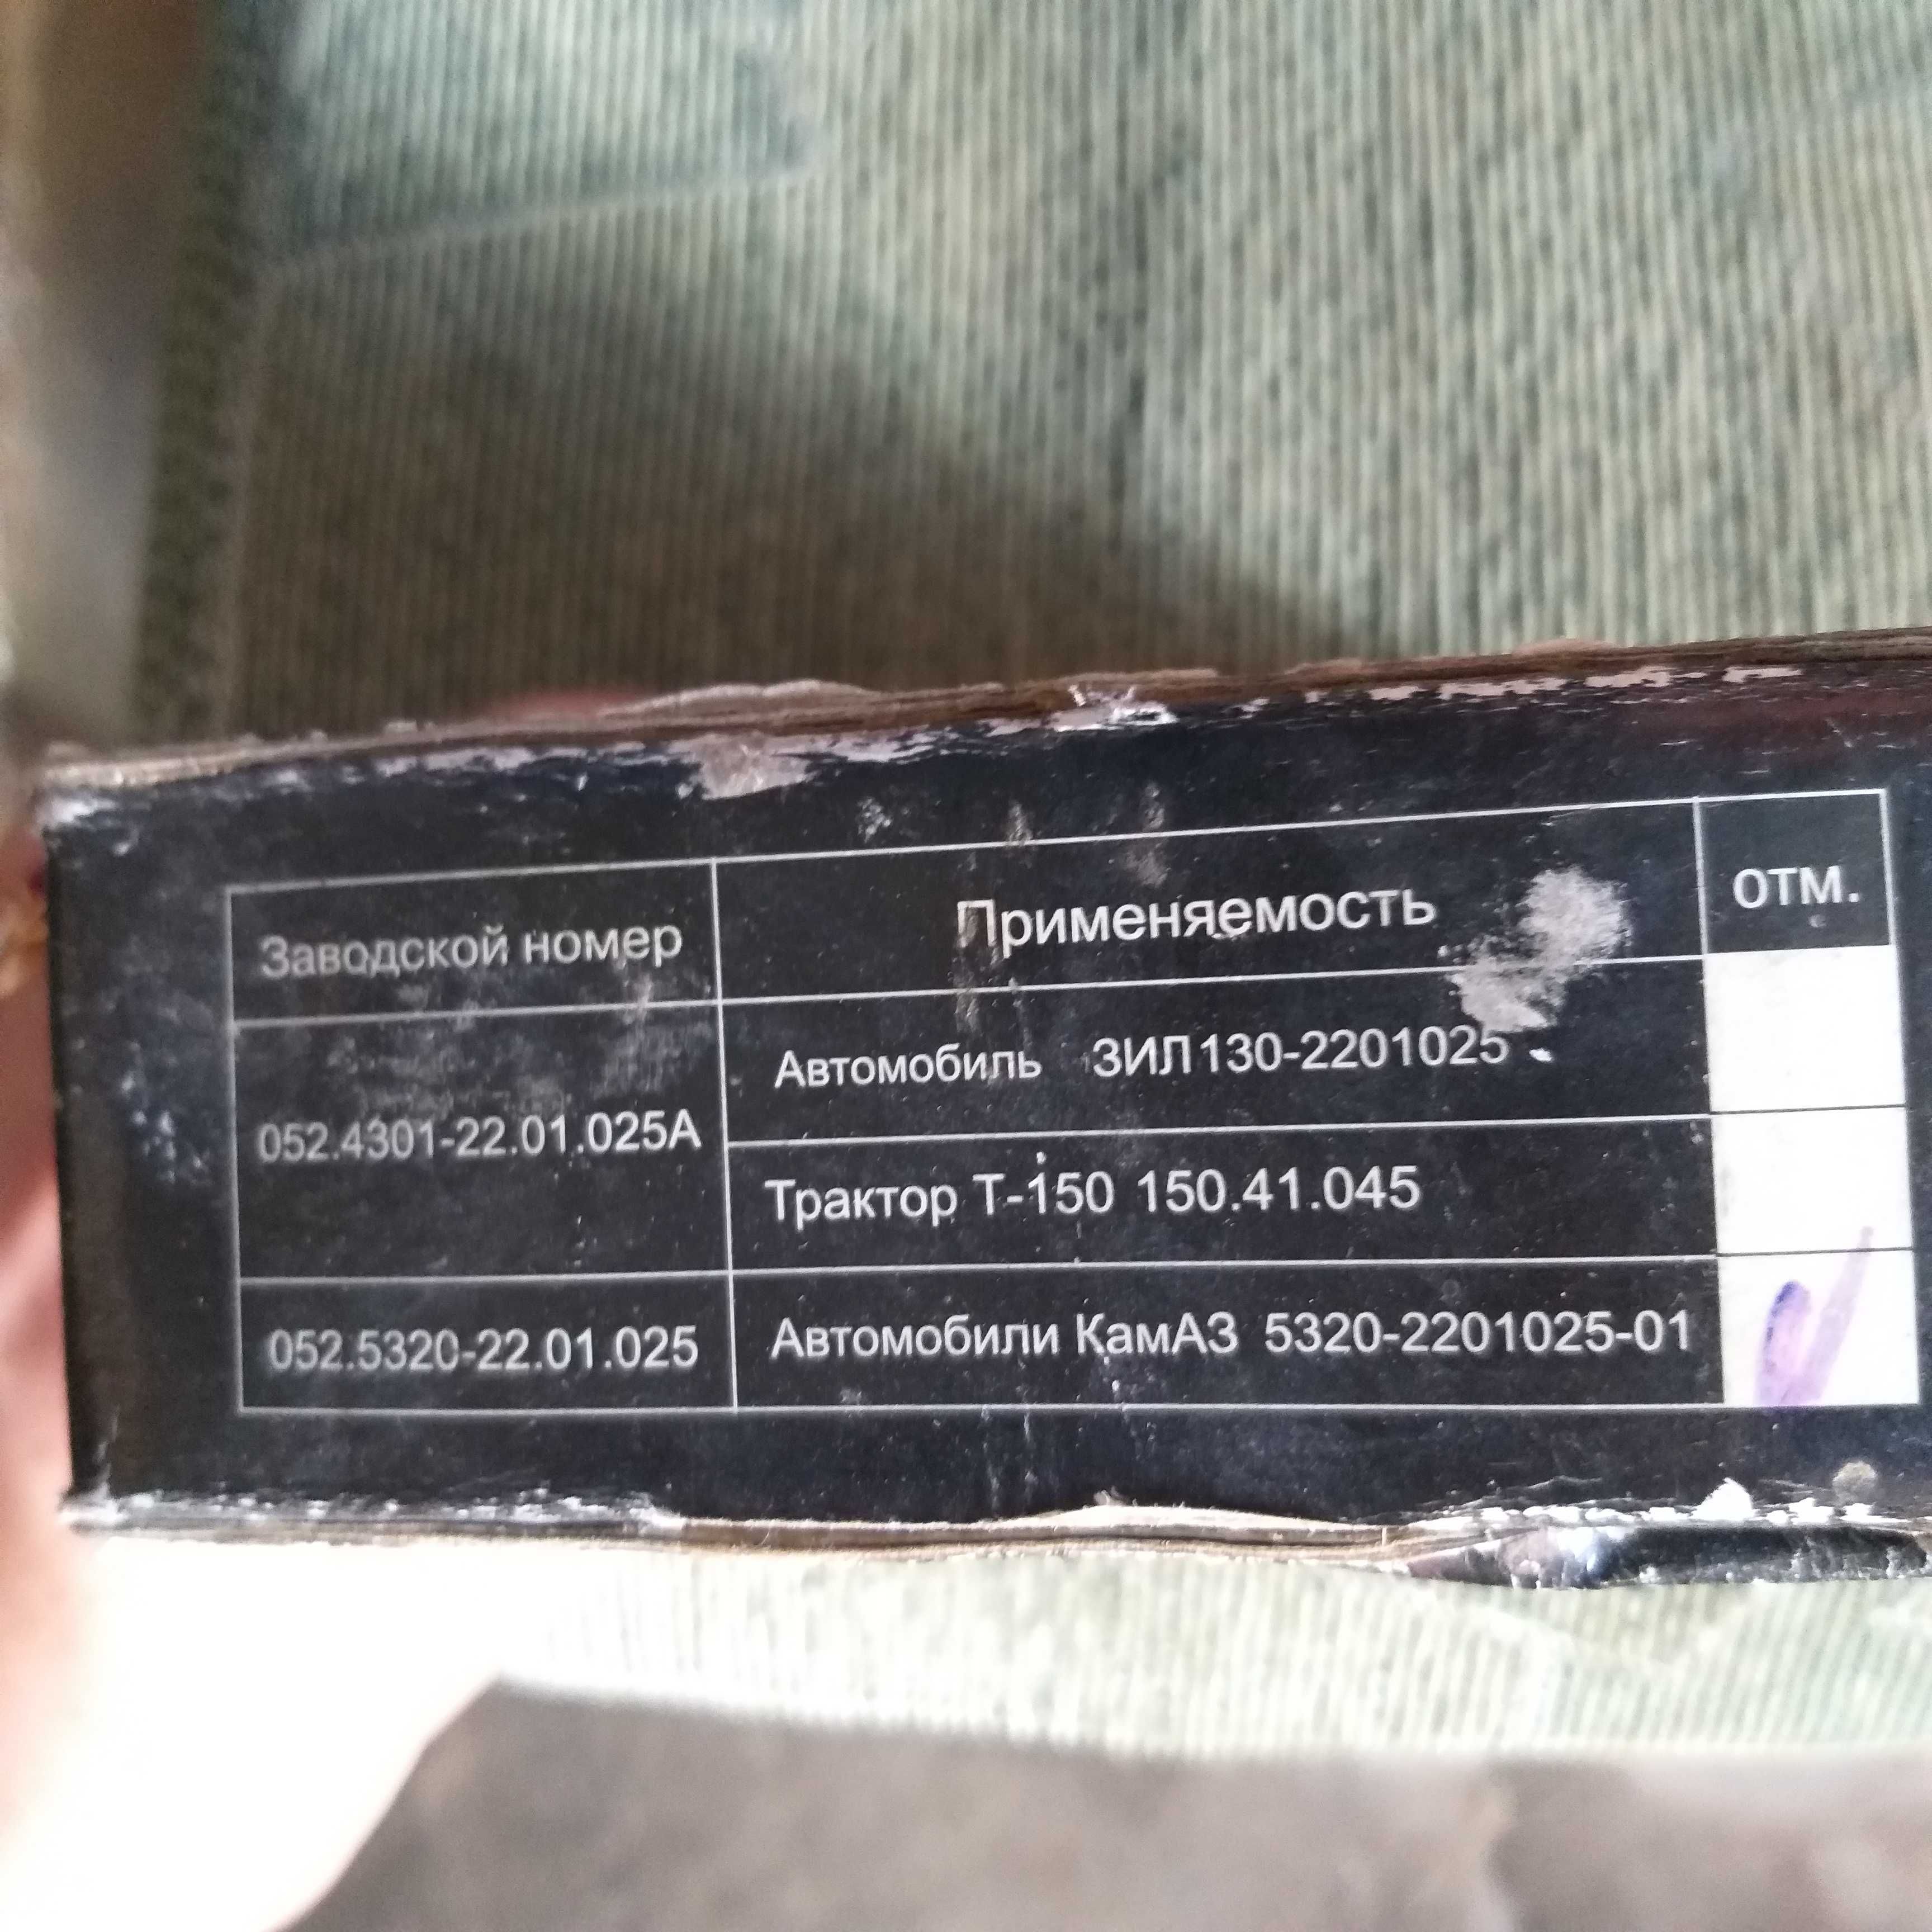 Заводской номер Применяемость ОТМ.
Автомобиль ЗИЛ130-2201025
052.4301-22.01.025А
Трактор Т-150 150.41.045
052.5320-22.01.025 Автомобили КамАЗ 5320-2201025-01